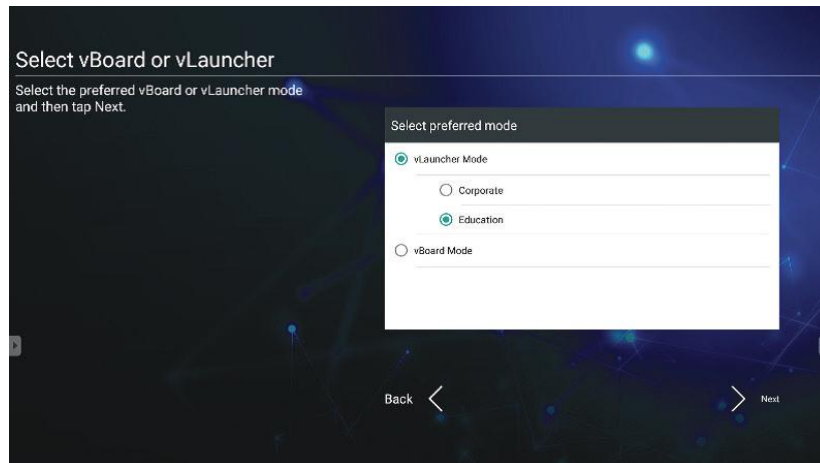 Select vBoard or vLauncher
Select the preferred vBoard or vLauncher mode
and then tap Next.
Select preferred mode
vLauncher Mode
Corporate
Education
vBoard Mode
Back
Next